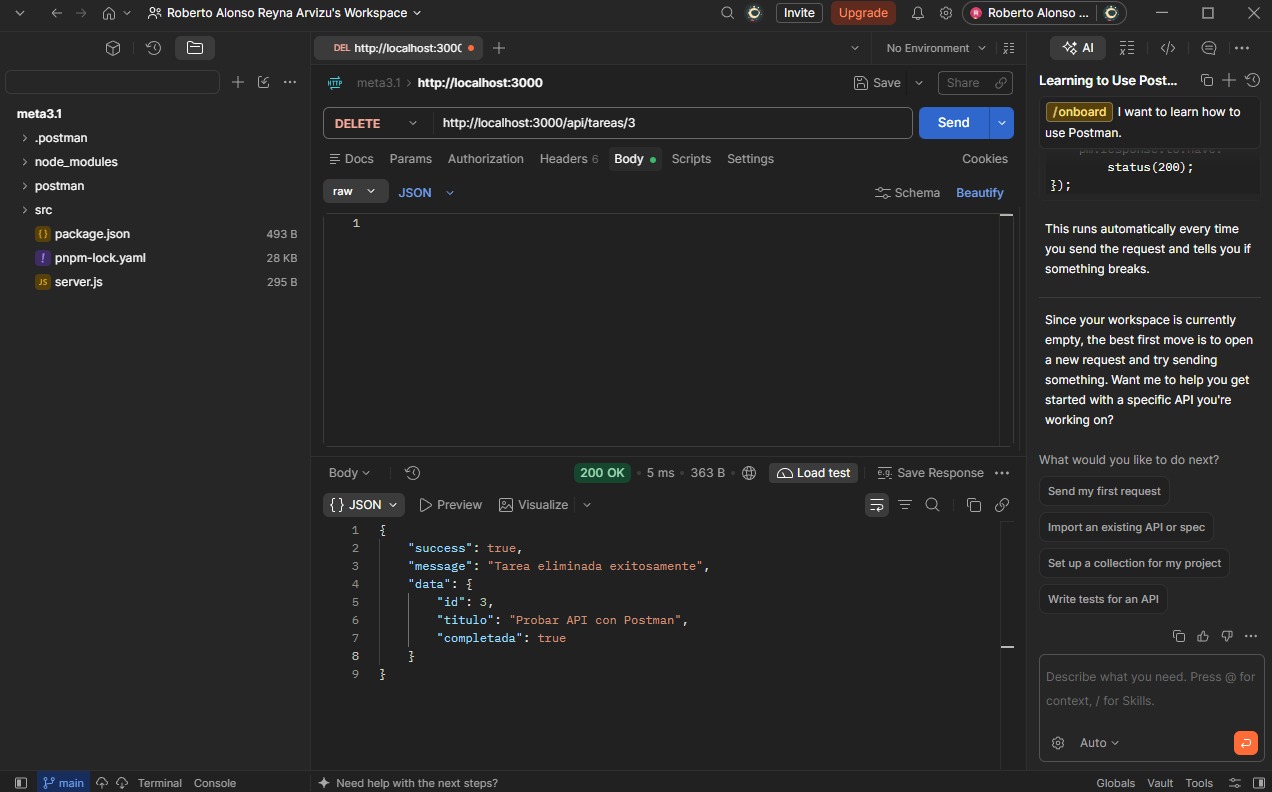 Roberto Alonso Reyna Arvizu's Workspace
Invite
Upgrade
Roberto Alonso ...
DEL http://localhost:3000
No Environment
AI
meta3.1 > http://localhost:3000
Save
Share
Learning to Use Post...
meta3.1
.postman
node_modules
postman
src
{} package.json 493 B
! pnpm-lock.yaml 28 KB
JS server.js 295 B
HTTP
DELETE
http://localhost:3000/api/tareas/3
Send
Docs
Params
Authorization
Headers 6
Body
Scripts
Settings
Cookies
raw
JSON
Schema
Beautify
1
Body
200 OK
5 ms
363 B
Load test
e.g. Save Response
{} JSON
Preview
Visualize
1 {
2 "success": true,
3 "message": "Tarea eliminada exitosamente",
4 "data": {
5 "id": 3,
6 "titulo": "Probar API con Postman",
7 "completada": true
8 }
9 }
/onboard I want to learn how to
use Postman.
status(200);
});
This runs automatically every time
you send the request and tells you if
something breaks.
Since your workspace is currently
empty, the best first move is to open
a new request and try sending
something. Want me to help you get
started with a specific API you're
working on?
What would you like to do next?
Send my first request
Import an existing API or spec
Set up a collection for my project
Write tests for an API
Describe what you need. Press @ for
context, / for Skills.
Auto
main
Terminal
Console
Need help with the next steps?
Globals
Vault
Tools